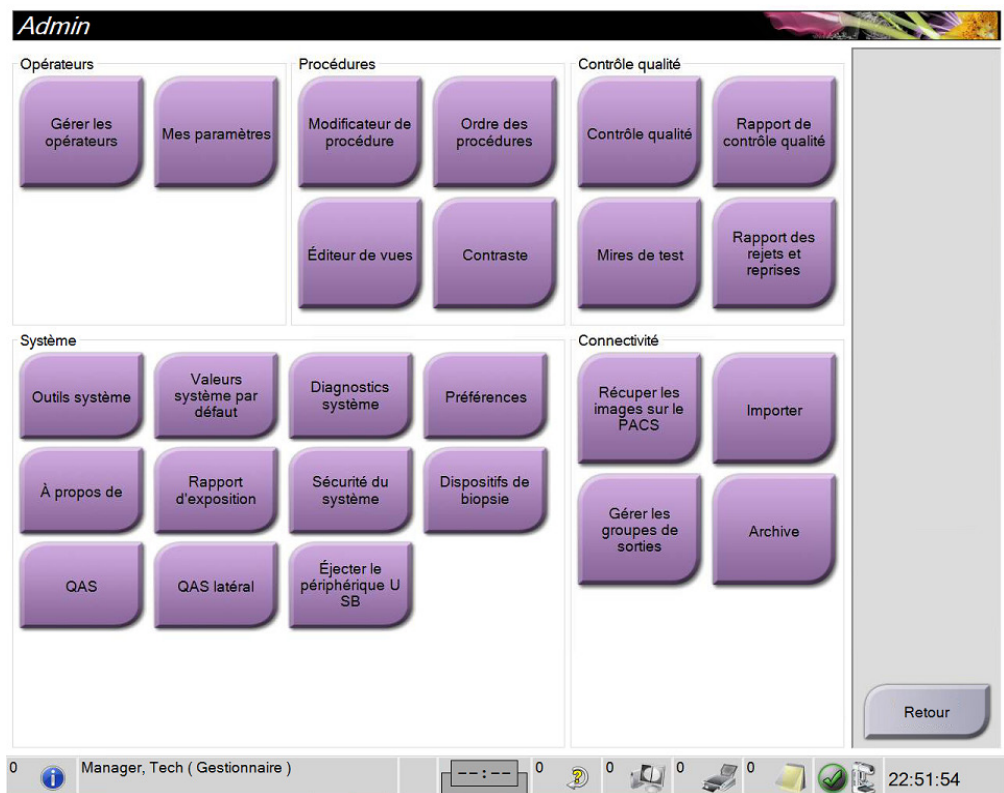 Admin
Opérateurs
Gérer les
opérateurs
Mes paramètres
Procédures
Modificateur de
procédure
Ordre des
procédures
Éditeur de vues
Contraste
Contrôle qualité
Contrôle qualité
Rapport de
contrôle qualité
Mires de test
Rapport des
rejets et
reprises
Système
Outils système
Valeurs
système par
défaut
Diagnostics
système
Préférences
À propos de
Rapport
d'exposition
Sécurité du
système
Dispositifs de
biopsie
QAS
QAS latéral
Éjecter le
périphérique U
SB
Connectivité
Récuper les
images sur le
PACS
Importer
Gérer les
groupes de
sorties
Archive
Retour
0 Manager, Tech ( Gestionnaire ) --:-- 0 0 0 0 22:51:54